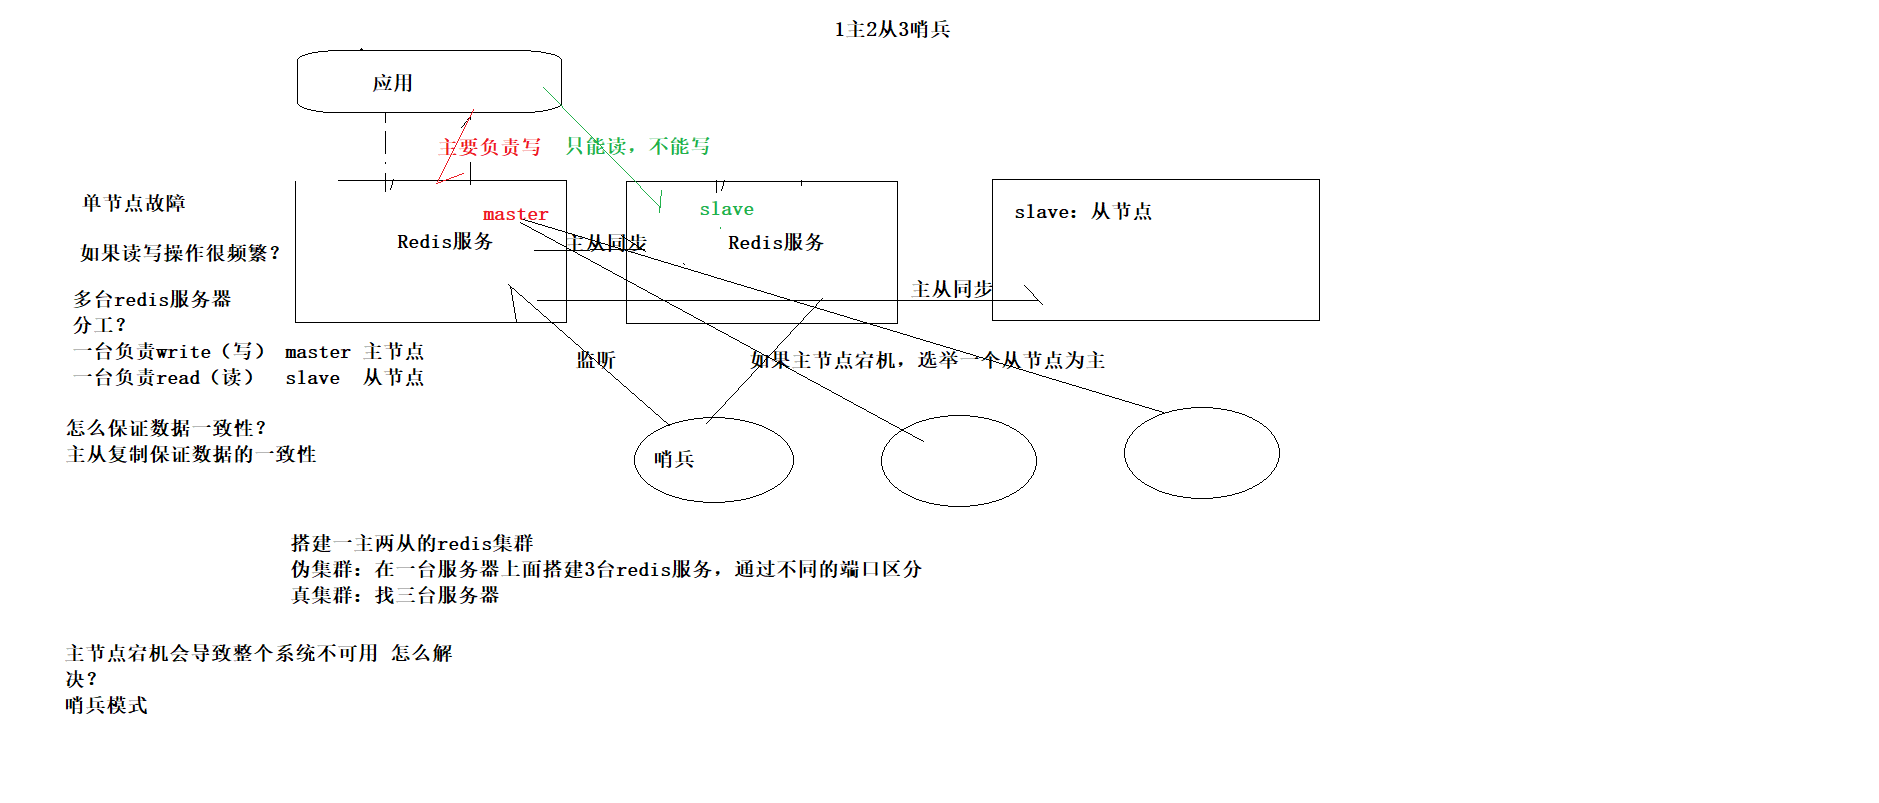 1主2从3哨兵
应用
主要负责写
只能读，不能写
单节点故障
master
slave
slave：从节点
Redis服务
主从同步
Redis服务
如果读写操作很频繁？
主从同步
多台redis服务器
分工？
一台负责write（写） master 主节点
一台负责read（读） slave 从节点
监听
如果主节点宕机，选举一个从节点为主
怎么保证数据一致性？
主从复制保证数据的一致性
哨兵
搭建一主两从的redis集群
伪集群：在一台服务器上面搭建3台redis服务，通过不同的端口区分
真集群：找三台服务器
主节点宕机会导致整个系统不可用 怎么解
决？
哨兵模式